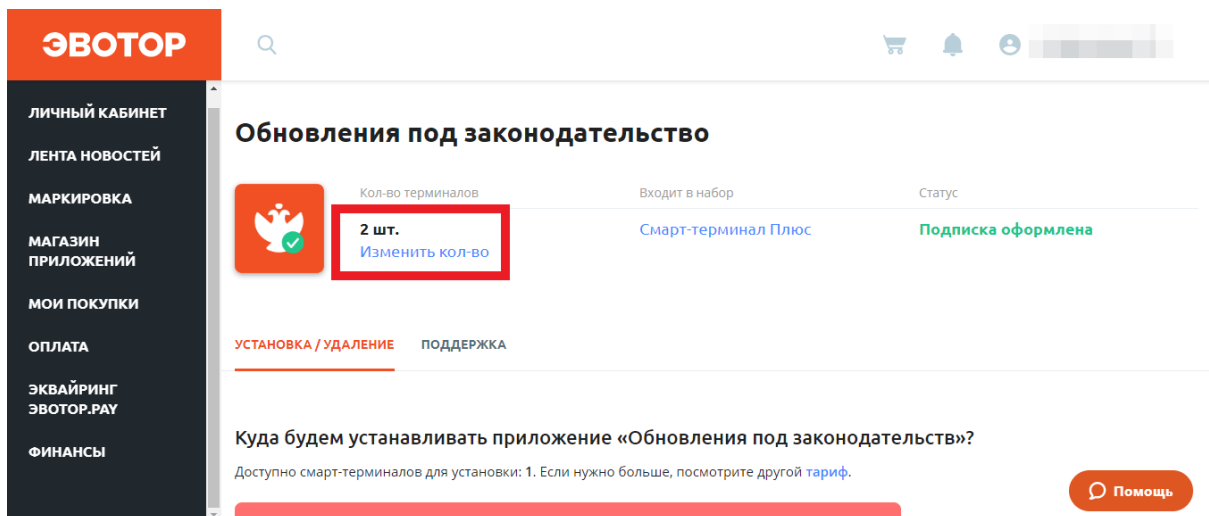 ЭВОТОР
ЛИЧНЫЙ КАБИНЕТ
ЛЕНТА НОВОСТЕЙ
МАРКИРОВКА
МАГАЗИН
ПРИЛОЖЕНИЙ
МОИ ПОКУПКИ
ОПЛАТА
ЭКВАЙРИНГ
ЭВОТОР.PAY
ФИНАНСЫ
Обновления под законодательство
Кол-во терминалов
Входит в набор
Статус
2 шт.
Смарт-терминал Плюс
Подписка оформлена
Изменить кол-во
УСТАНОВКА / УДАЛЕНИЕ
ПОДДЕРЖКА
Куда будем устанавливать приложение «Обновления под законодательств»?
Доступно смарт-терминалов для установки: 1. Если нужно больше, посмотрите другой тариф.
Помощь